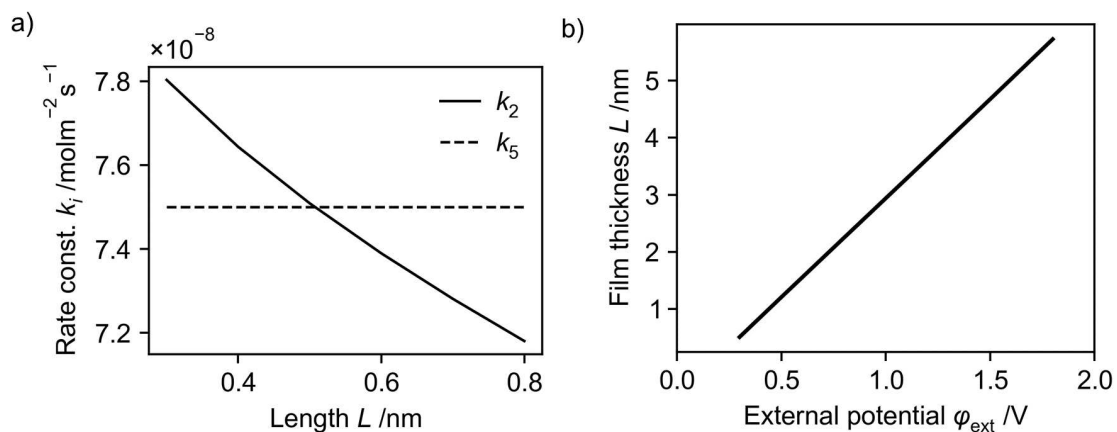 a)
×10⁻⁸
7.8
7.6
7.4
7.2
Rate const. kᵢ /molm⁻² s⁻¹
k₂
k₅
0.4
0.6
0.8
Length L /nm
b)
5
4
3
2
1
Film thickness L /nm
0.0
0.5
1.0
1.5
2.0
External potential φₑₓₜ /V